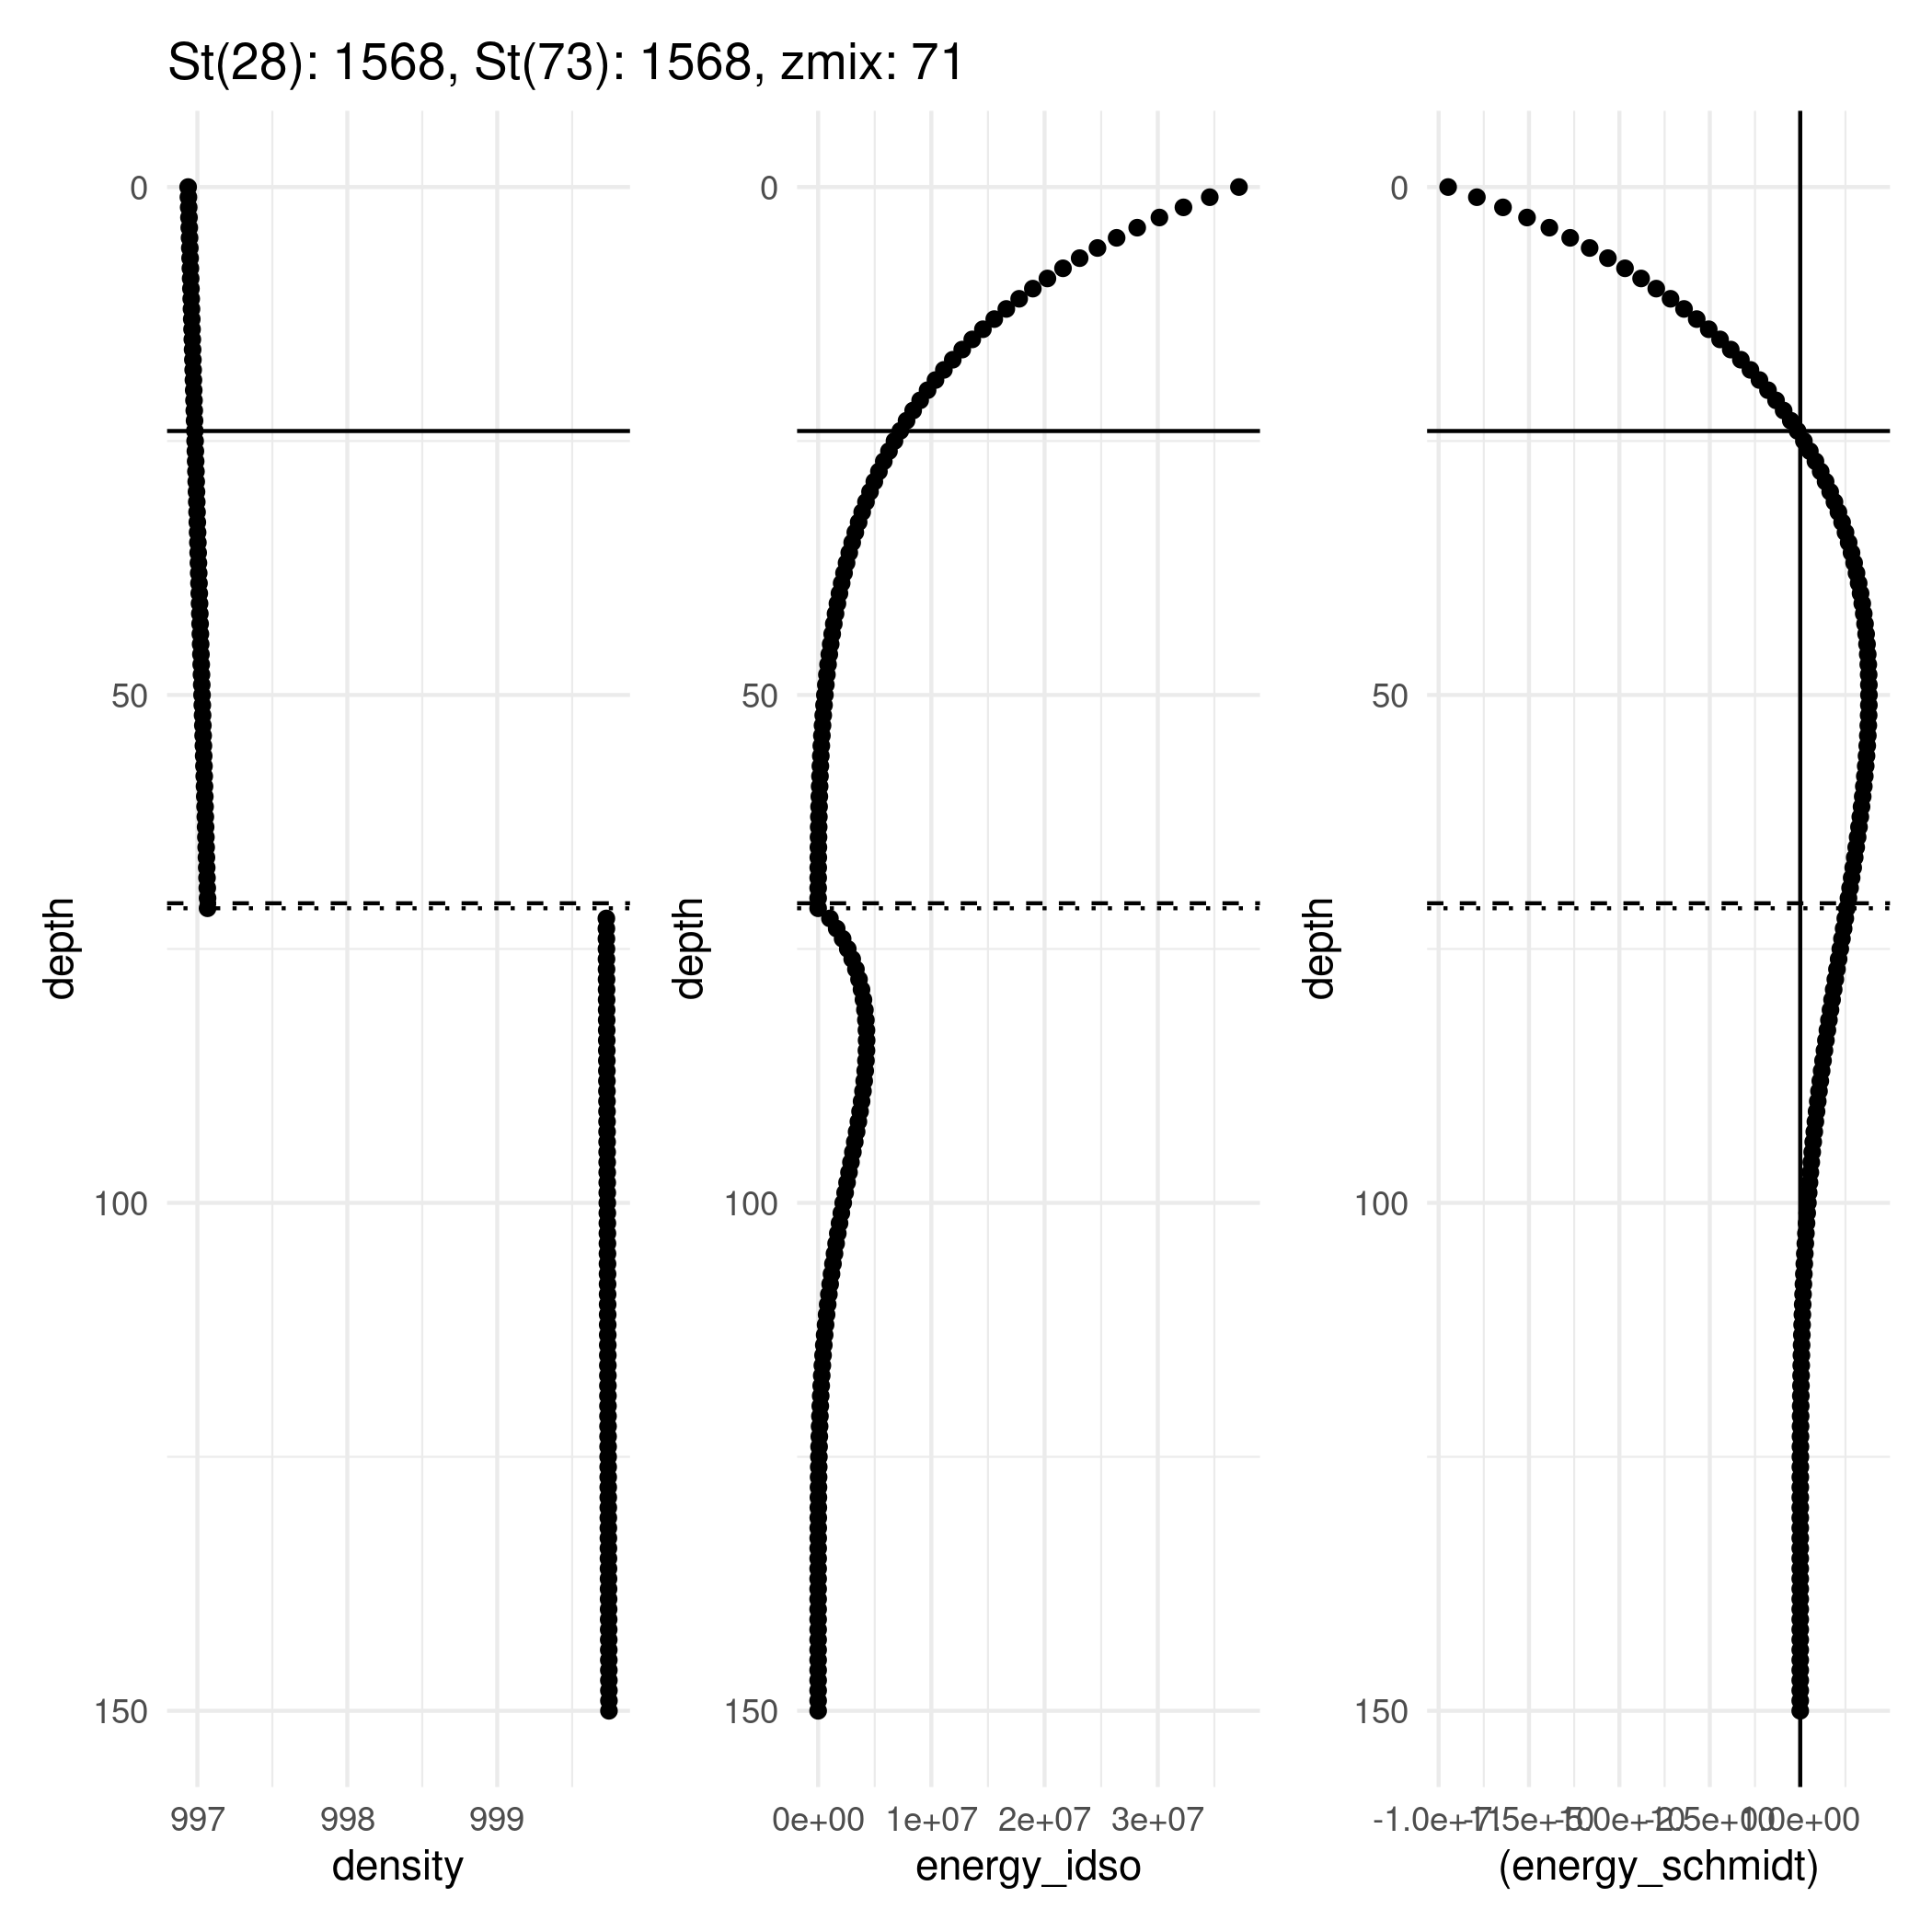 St(28): 1568, St(73): 1568, zmix: 71
0
50
100
150
depth
997
998
999
density
0
50
100
150
depth
0e+00
1e+07
2e+07
3e+07
energy_idso
0
50
100
150
depth
0.0e+00
(energy_schmidt)